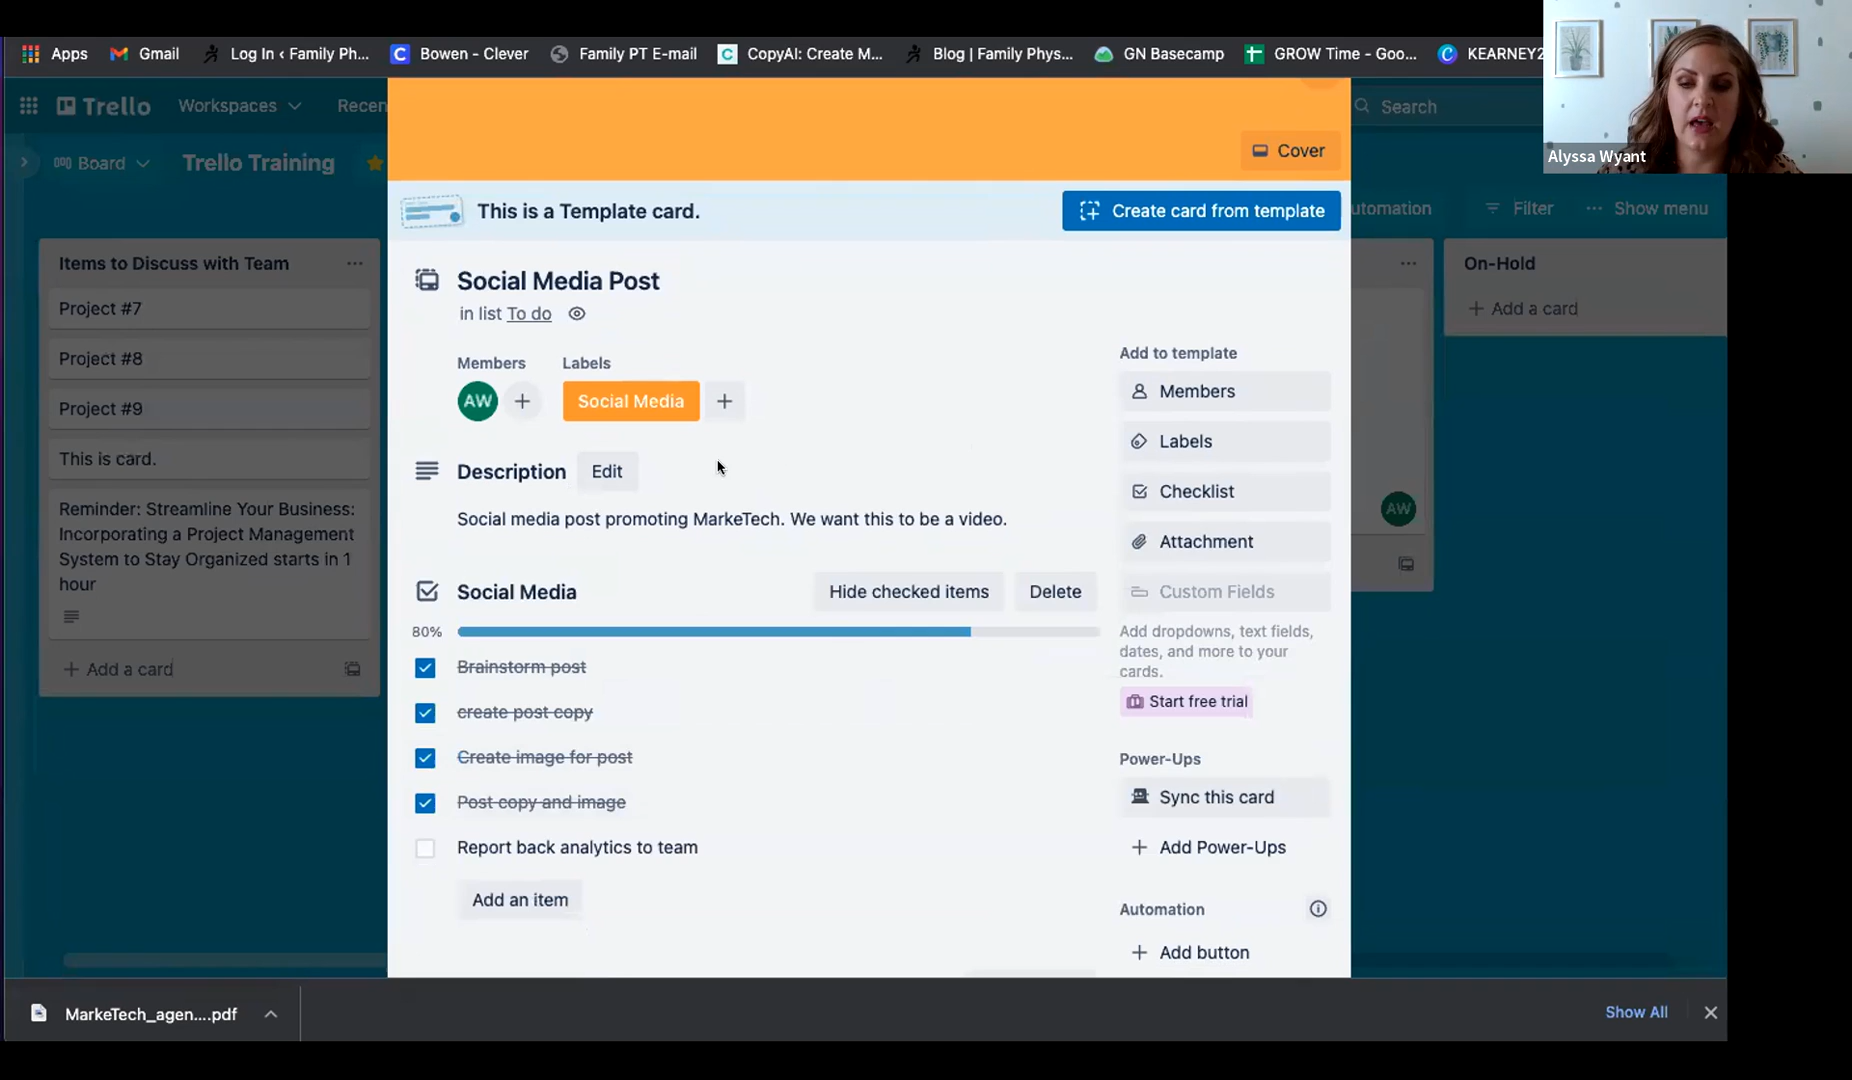 Apps
Gmail
Log In ‹ Family Ph...
Bowen - Clever
Family PT E-mail
CopyAI: Create M...
Blog | Family Phys...
GN Basecamp
GROW Time - Goo...
KEARNEY2
Alyssa Wyant
Trello
Workspaces
Recen
Search
Cover
Board
Trello Training
This is a Template card.
Create card from template
utomation
Filter
Show menu
Items to Discuss with Team
Project #7
Project #8
Project #9
This is card.
Reminder: Streamline Your Business:
Incorporating a Project Management
System to Stay Organized starts in 1
hour
Add a card
Social Media Post
in list To do
Members
Labels
AW
Social Media
Description
Edit
Social media post promoting MarkeTech. We want this to be a video.
Social Media
Hide checked items
Delete
80%
Brainstorm post
create post copy
Create image for post
Post copy and image
Report back analytics to team
Add an item
Add to template
Members
Labels
Checklist
Attachment
Custom Fields
Add dropdowns, text fields,
dates, and more to your
cards.
Start free trial
Power-Ups
Sync this card
Add Power-Ups
Automation
Add button
AW
On-Hold
Add a card
MarkeTech_agen....pdf
Show All